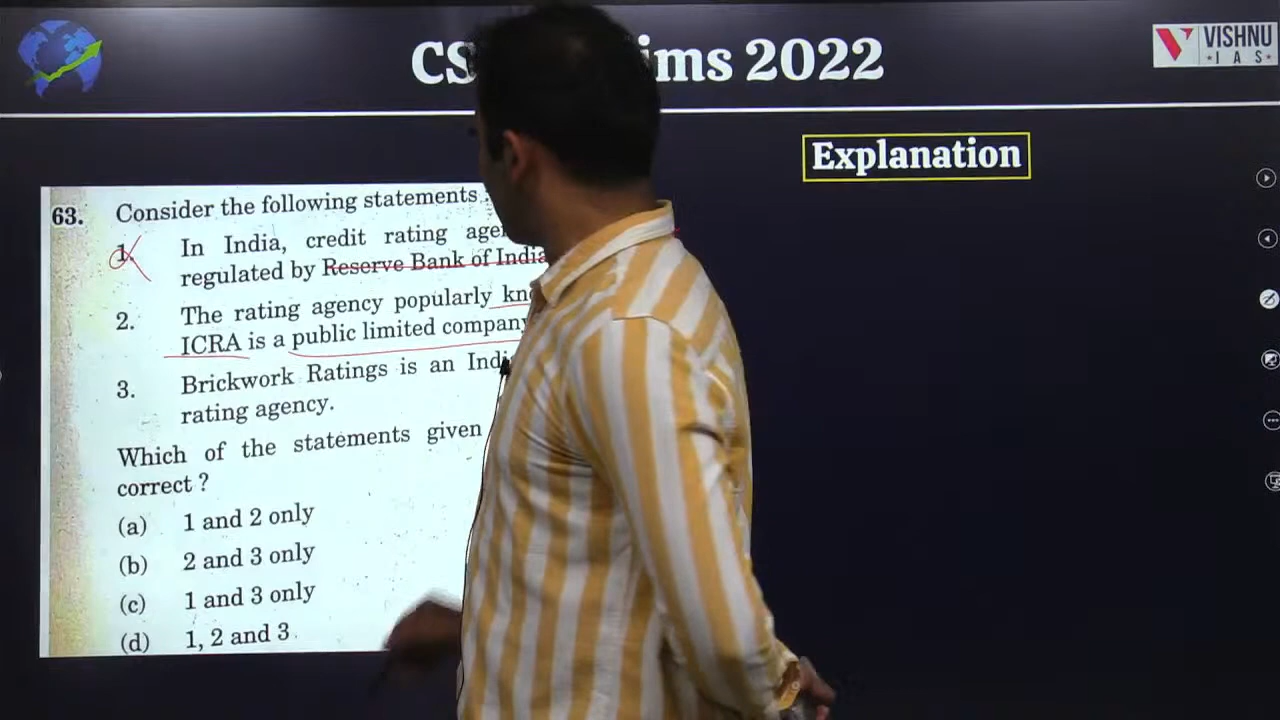 CS ims 2022
VISHNU
I A S
Explanation
63. Consider the following statements :
1. In India, credit rating
regulated by Reserve Bank of India
2. The rating agency popularly
ICRA is a public limited company
3. Brickwork Ratings is an
rating agency.
Which of the statements given
correct ?
(a) 1 and 2 only
(b) 2 and 3 only
(c) 1 and 3 only
(d) 1, 2 and 3